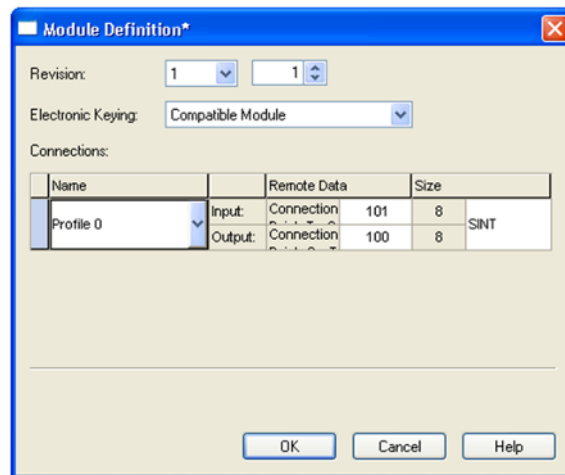 Module Definition*
Revision: 1 1
Electronic Keying: Compatible Module
Connections:
Name Remote Data Size
Profile 0 Input: Connection 101 8 SINT
Output: Connection 100 8
OK Cancel Help